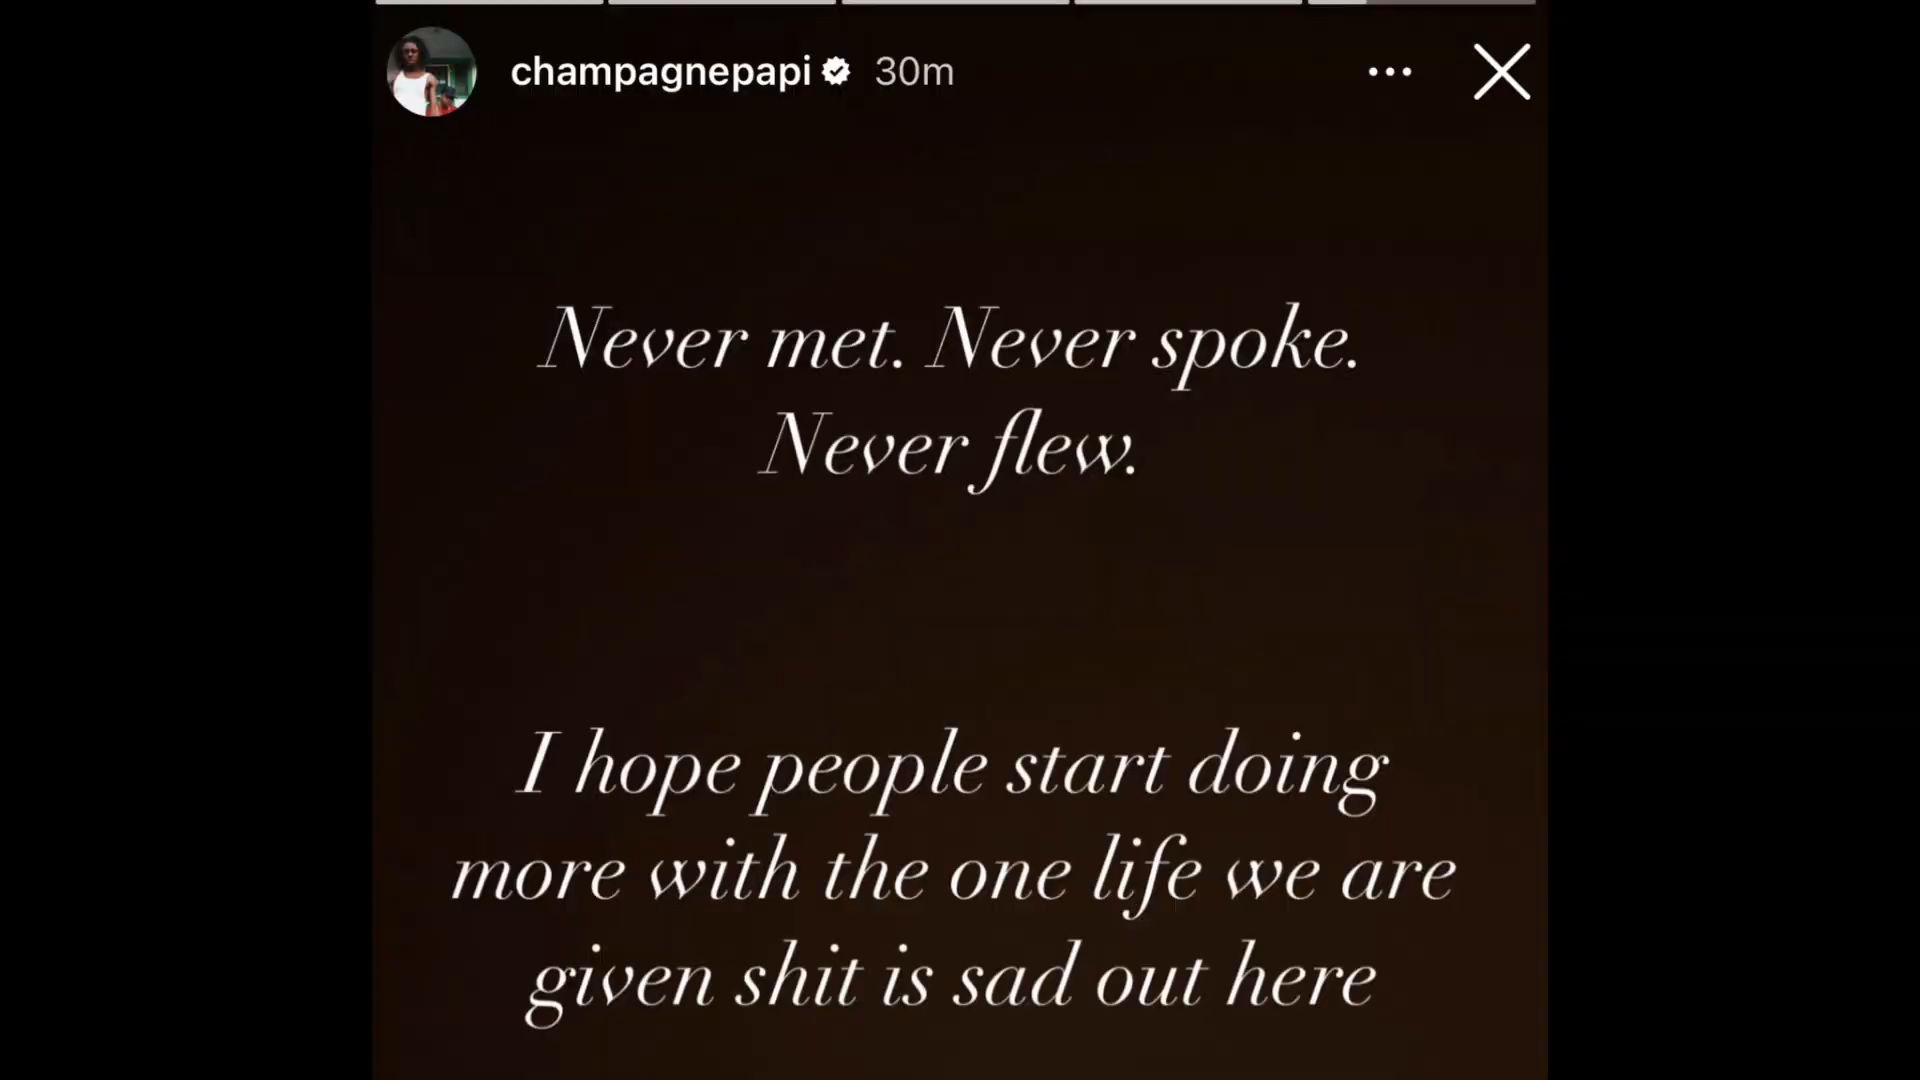 champagnepapi 30m
Never met. Never spoke.
Never flew.
I hope people start doing
more with the one life we are
given shit is sad out here